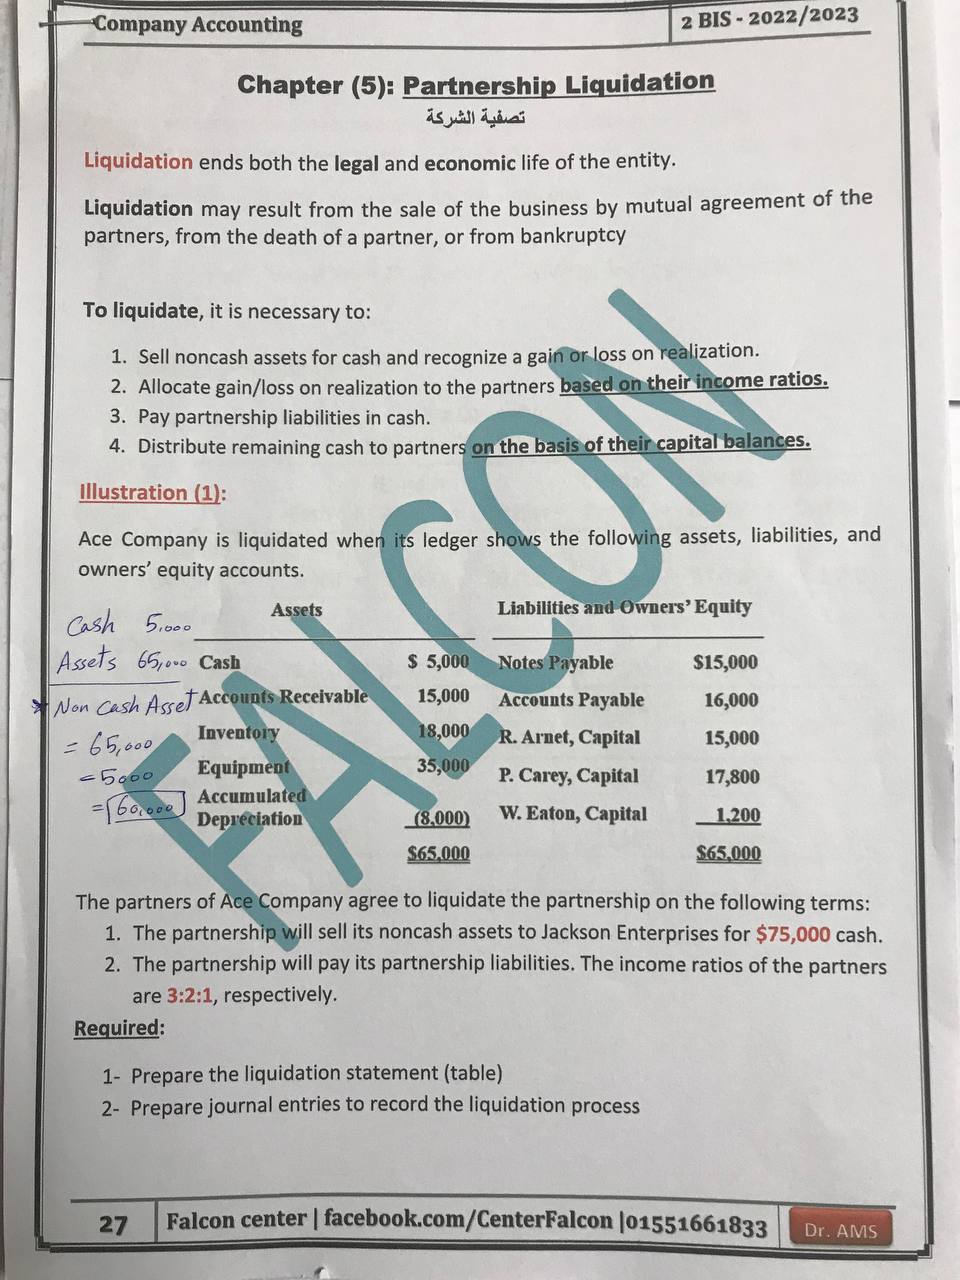 Company Accounting
2 BIS - 2022/2023
Chapter (5): Partnership Liquidation
تصفية الشركة
Liquidation ends both the legal and economic life of the entity.
Liquidation may result from the sale of the business by mutual agreement of the
partners, from the death of a partner, or from bankruptcy
To liquidate, it is necessary to:
1. Sell noncash assets for cash and recognize a gain or loss on realization.
2. Allocate gain/loss on realization to the partners based on their income ratios.
3. Pay partnership liabilities in cash.
4. Distribute remaining cash to partners on the basis of their capital balances.
Illustration (1):
Ace Company is liquidated when its ledger shows the following assets, liabilities, and
owners' equity accounts.
Assets Liabilities and Owners' Equity
Cash $ 5,000 Notes Payable $15,000
Accounts Receivable 15,000 Accounts Payable 16,000
Inventory 18,000 R. Arnet, Capital 15,000
Equipment 35,000 P. Carey, Capital 17,800
Accumulated
Depreciation (8,000) W. Eaton, Capital 1,200
$65,000 $65,000
Cash 5,000
Assets 65,000
* Non Cash Asset
= 65,000
- 5000
= 60,000
The partners of Ace Company agree to liquidate the partnership on the following terms:
1. The partnership will sell its noncash assets to Jackson Enterprises for $75,000 cash.
2. The partnership will pay its partnership liabilities. The income ratios of the partners
are 3:2:1, respectively.
Required:
1- Prepare the liquidation statement (table)
2- Prepare journal entries to record the liquidation process
27
Falcon center | facebook.com/CenterFalcon |01551661833
Dr. AMS
FALCON